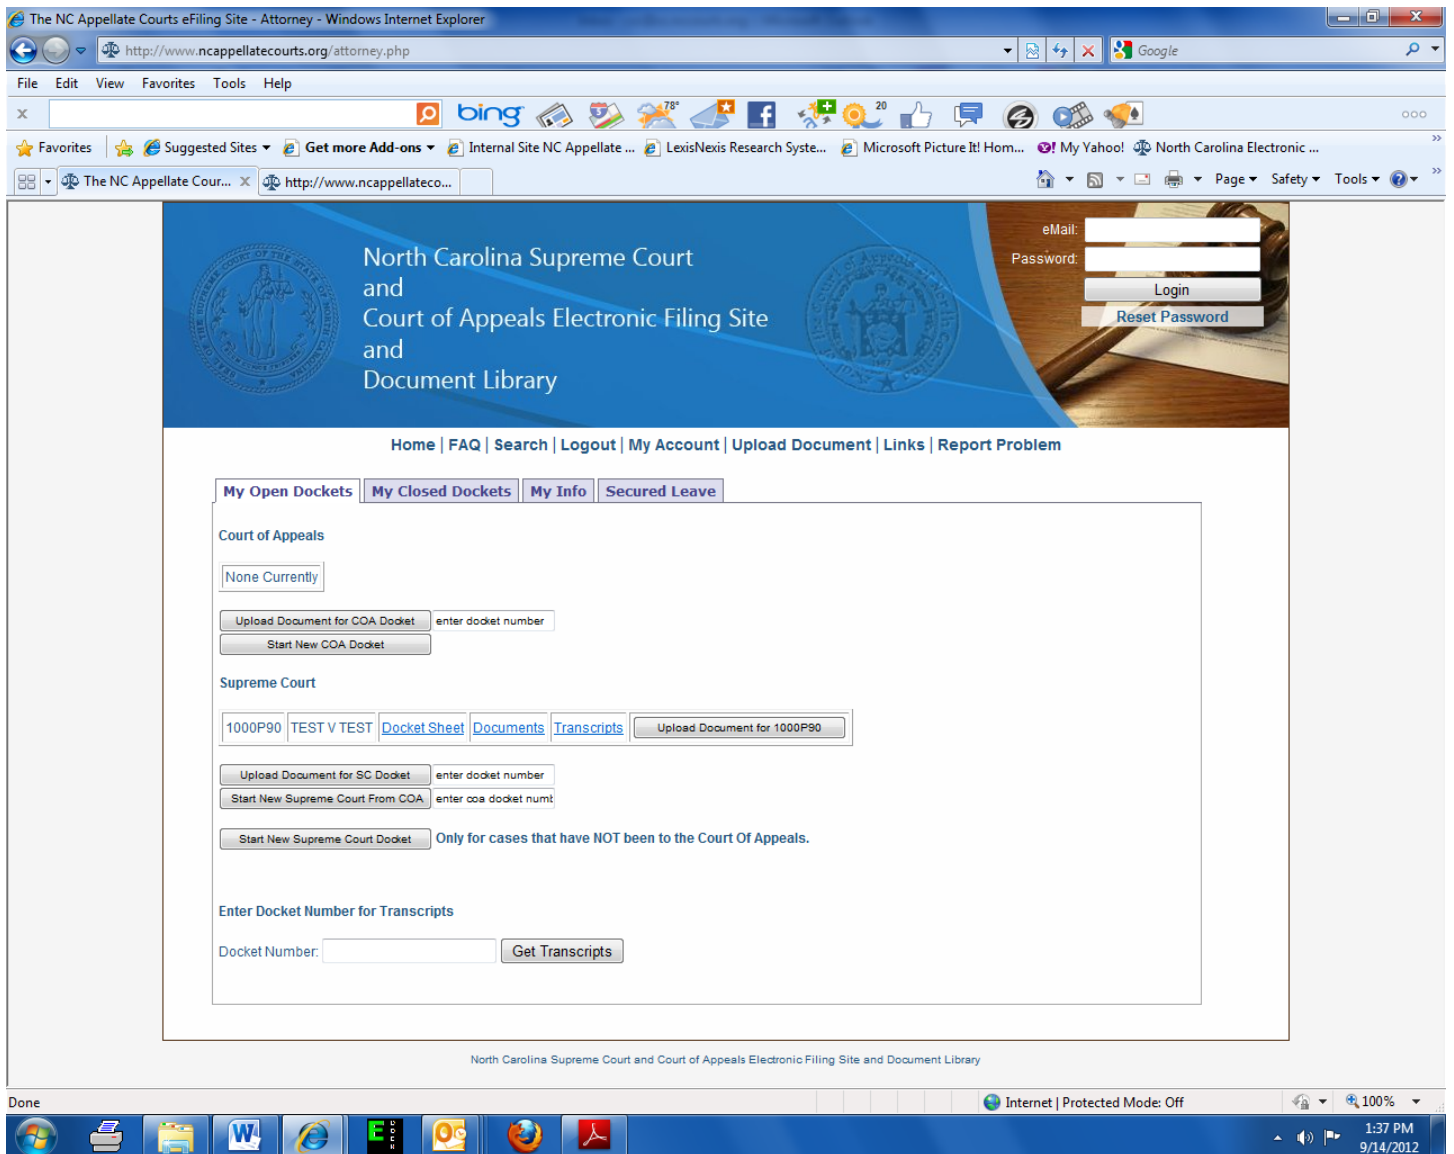 The NC Appellate Courts eFiling Site - Attorney - Windows Internet Explorer
http://www.ncappellatecourts.org/attorney.php
Google
File Edit View Favorites Tools Help
x bing 78° 20
Favorites Suggested Sites Get more Add-ons Internal Site NC Appellate ... LexisNexis Research Syste... Microsoft Picture It! Hom... My Yahoo! North Carolina Electronic ... »
The NC Appellate Cour... X http://www.ncappellateco... Page Safety Tools »
North Carolina Supreme Court
and
Court of Appeals Electronic Filing Site
and
Document Library
eMail:
Password:
Login
Reset Password
Home | FAQ | Search | Logout | My Account | Upload Document | Links | Report Problem
My Open Dockets My Closed Dockets My Info Secured Leave
Court of Appeals
None Currently
Upload Document for COA Docket enter docket number
Start New COA Docket
Supreme Court
1000P90 TEST V TEST Docket Sheet Documents Transcripts Upload Document for 1000P90
Upload Document for SC Docket enter docket number
Start New Supreme Court From COA enter coa docket numb
Start New Supreme Court Docket Only for cases that have NOT been to the Court Of Appeals.
Enter Docket Number for Transcripts
Docket Number: Get Transcripts
North Carolina Supreme Court and Court of Appeals Electronic Filing Site and Document Library
Done Internet | Protected Mode: Off 100%
1:37 PM
9/14/2012